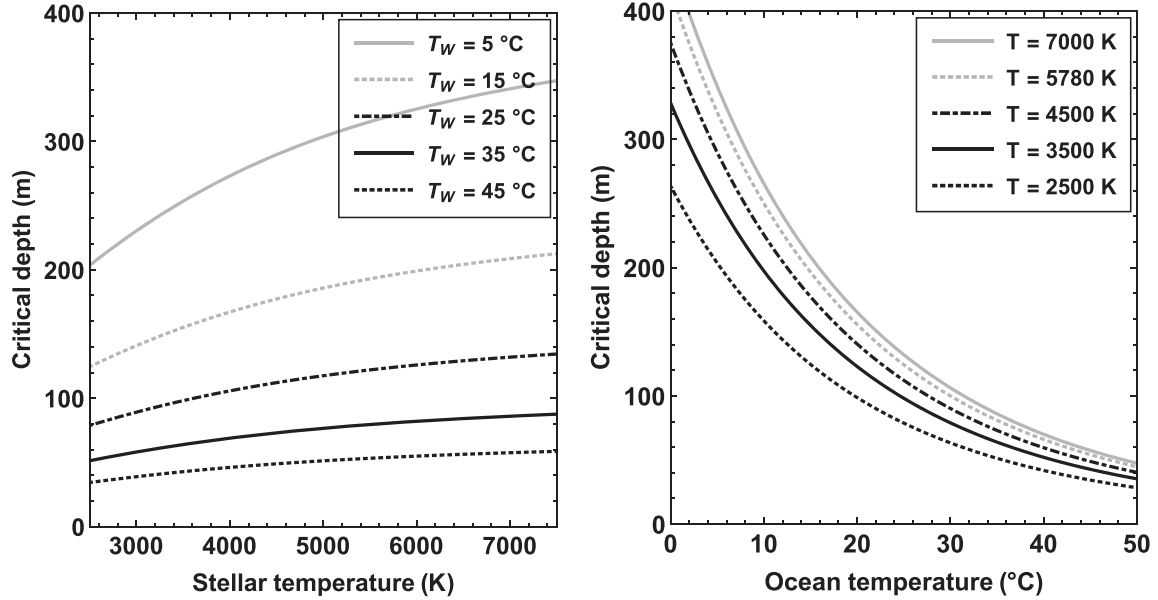 400
300
200
100
0
3000 4000 5000 6000 7000
Critical depth (m)
Stellar temperature (K)
T_W = 5 °C
T_W = 15 °C
T_W = 25 °C
T_W = 35 °C
T_W = 45 °C
400
300
200
100
0
0 10 20 30 40 50
Critical depth (m)
Ocean temperature (°C)
T = 7000 K
T = 5780 K
T = 4500 K
T = 3500 K
T = 2500 K